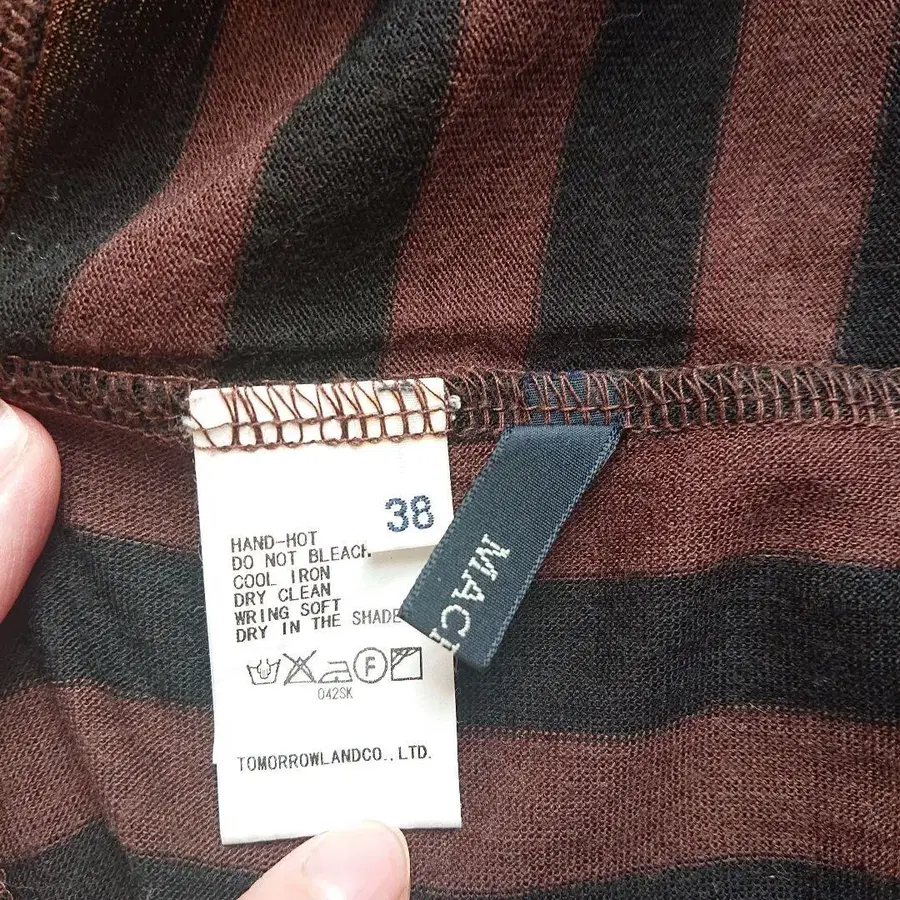 38
HAND-HOT
DO NOT BLEACH
COOL IRON
DRY CLEAN
WRING SOFT
DRY IN THE SHADE
F
042SK
TOMORROWLANDCO.,LTD.